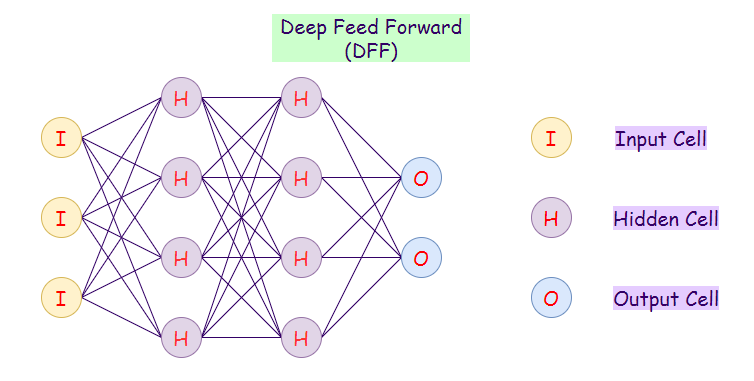 Deep Feed Forward
(DFF)
H H
I I Input Cell
H H O
I H Hidden Cell
H H O
I O Output Cell
H H